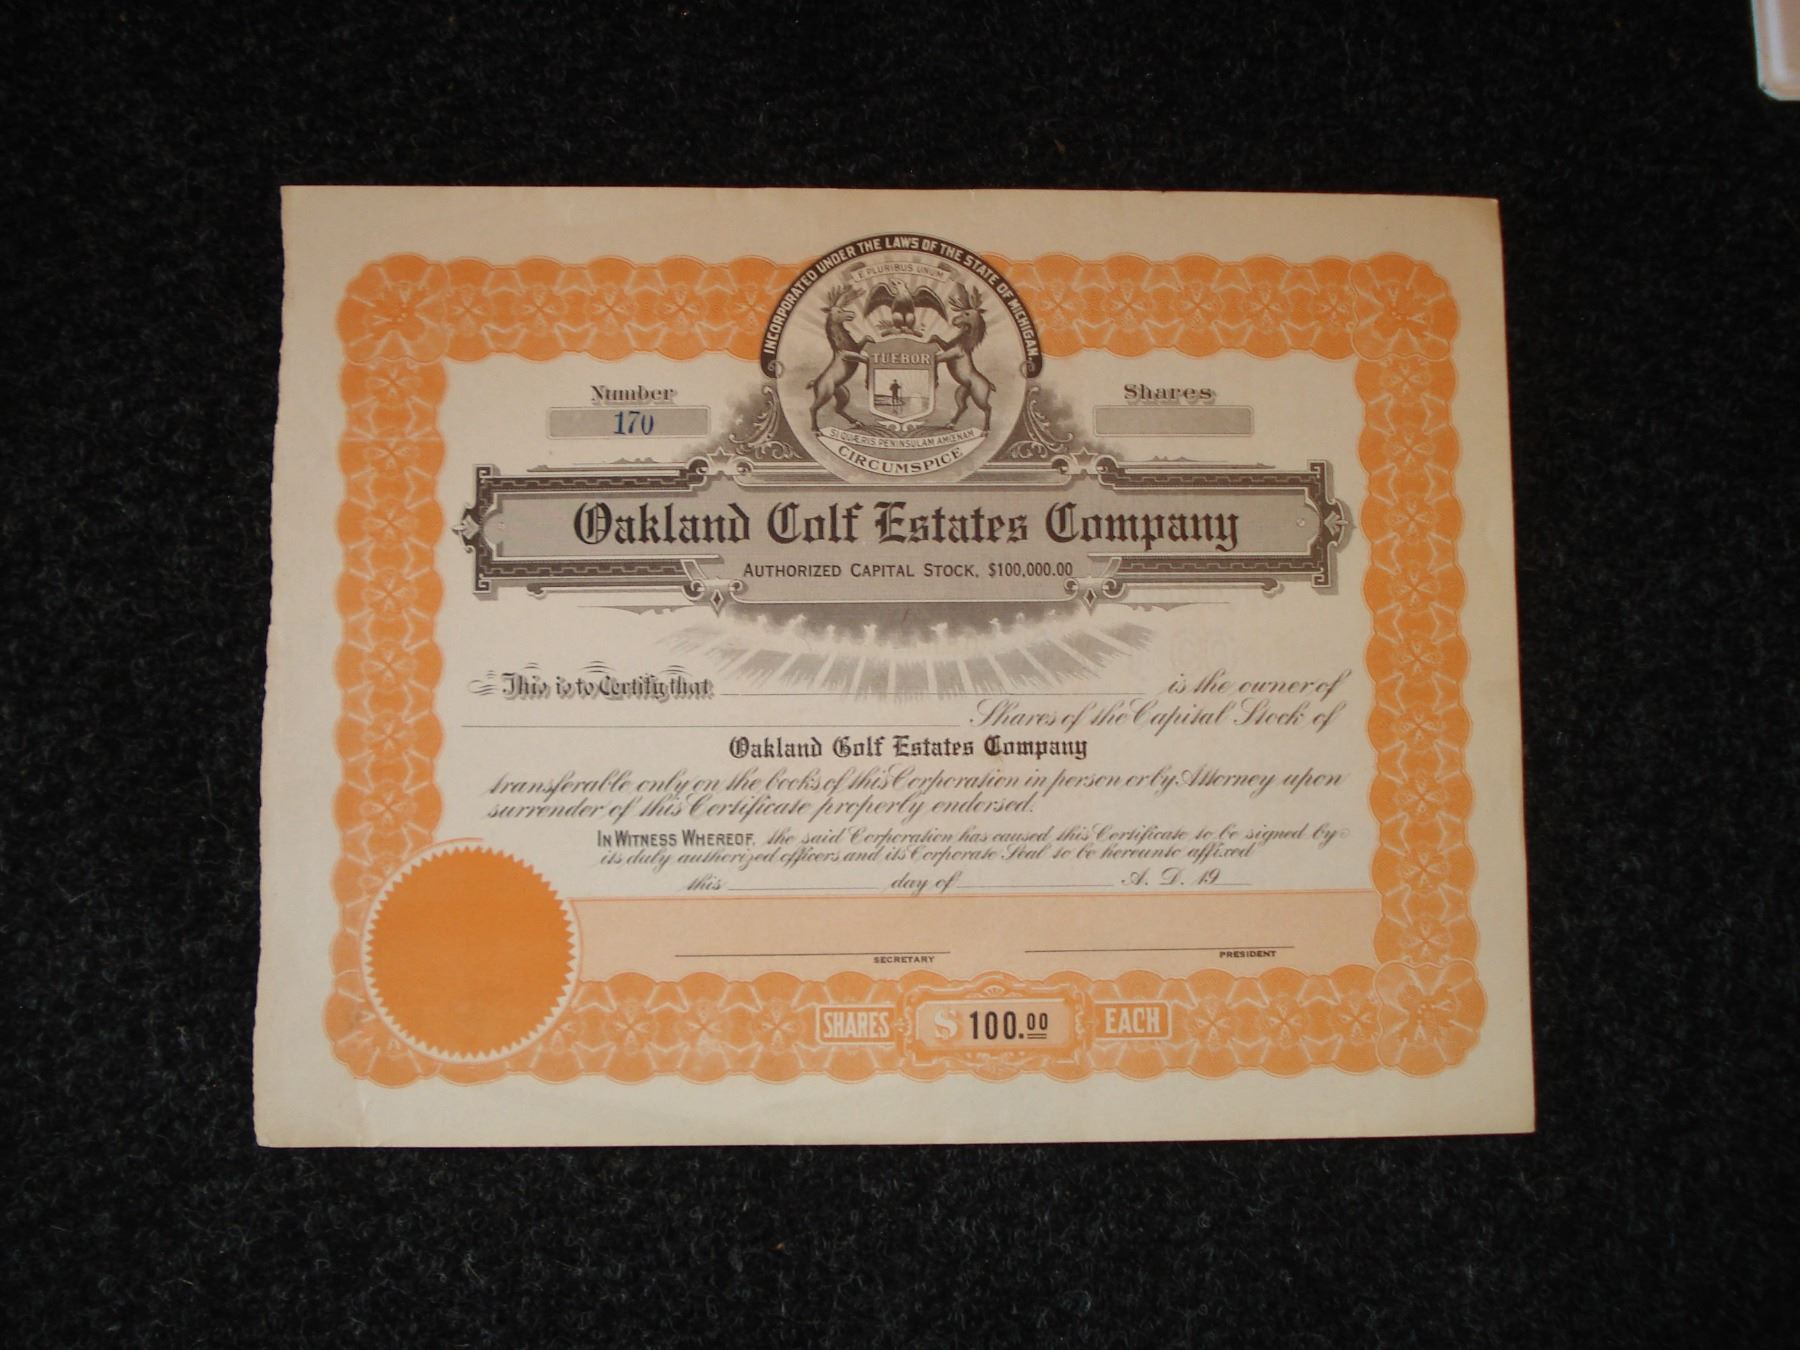 INCORPORATED UNDER THE LAWS OF THE STATE OF MICHIGAN.
E PLURIBUS UNUM
TUEBOR
SI QUÆRIS PENINSULAM AMŒNAM
CIRCUMSPICE
Number
170
Shares
Oakland Golf Estates Company
AUTHORIZED CAPITAL STOCK, $100,000.00
This is to Certify that is the owner of
Shares of the Capital Stock of
Oakland Golf Estates Company
transferable only on the books of this Corporation in person or by Attorney upon
surrender of this Certificate properly endorsed.
IN WITNESS WHEREOF, the said Corporation has caused this Certificate to be signed by
its duly authorized officers and its Corporate Seal to be hereunto affixed
this day of A. D. 19
SECRETARY
PRESIDENT
SHARES $ 100.00 EACH